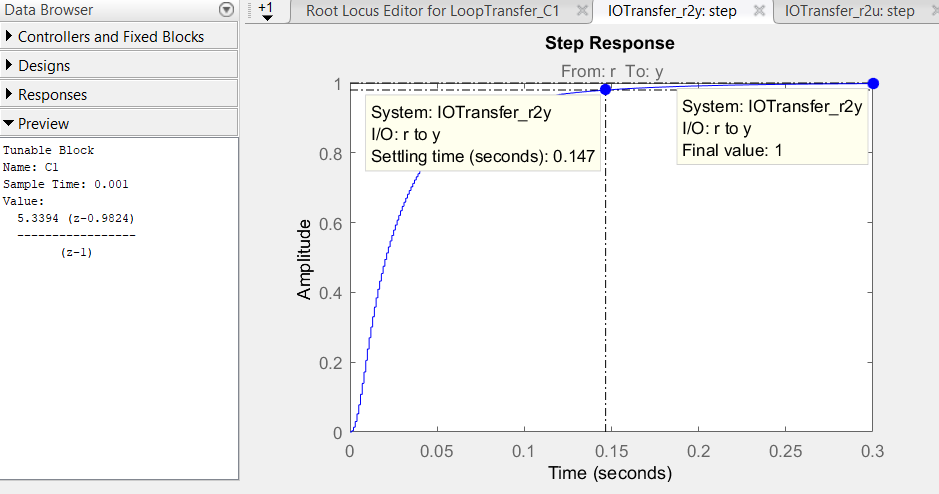 Data Browser
Controllers and Fixed Blocks
Designs
Responses
Preview
Tunable Block
Name: C1
Sample Time: 0.001
Value:
5.3394 (z-0.9824)
-----------------
(z-1)
+1
Root Locus Editor for LoopTransfer_C1
IOTransfer_r2y: step
IOTransfer_r2u: step
Step Response
From: r To: y
System: IOTransfer_r2y
I/O: r to y
Settling time (seconds): 0.147
System: IOTransfer_r2y
I/O: r to y
Final value: 1
Amplitude
1
0.8
0.6
0.4
0.2
0
0 0.05 0.1 0.15 0.2 0.25 0.3
Time (seconds)